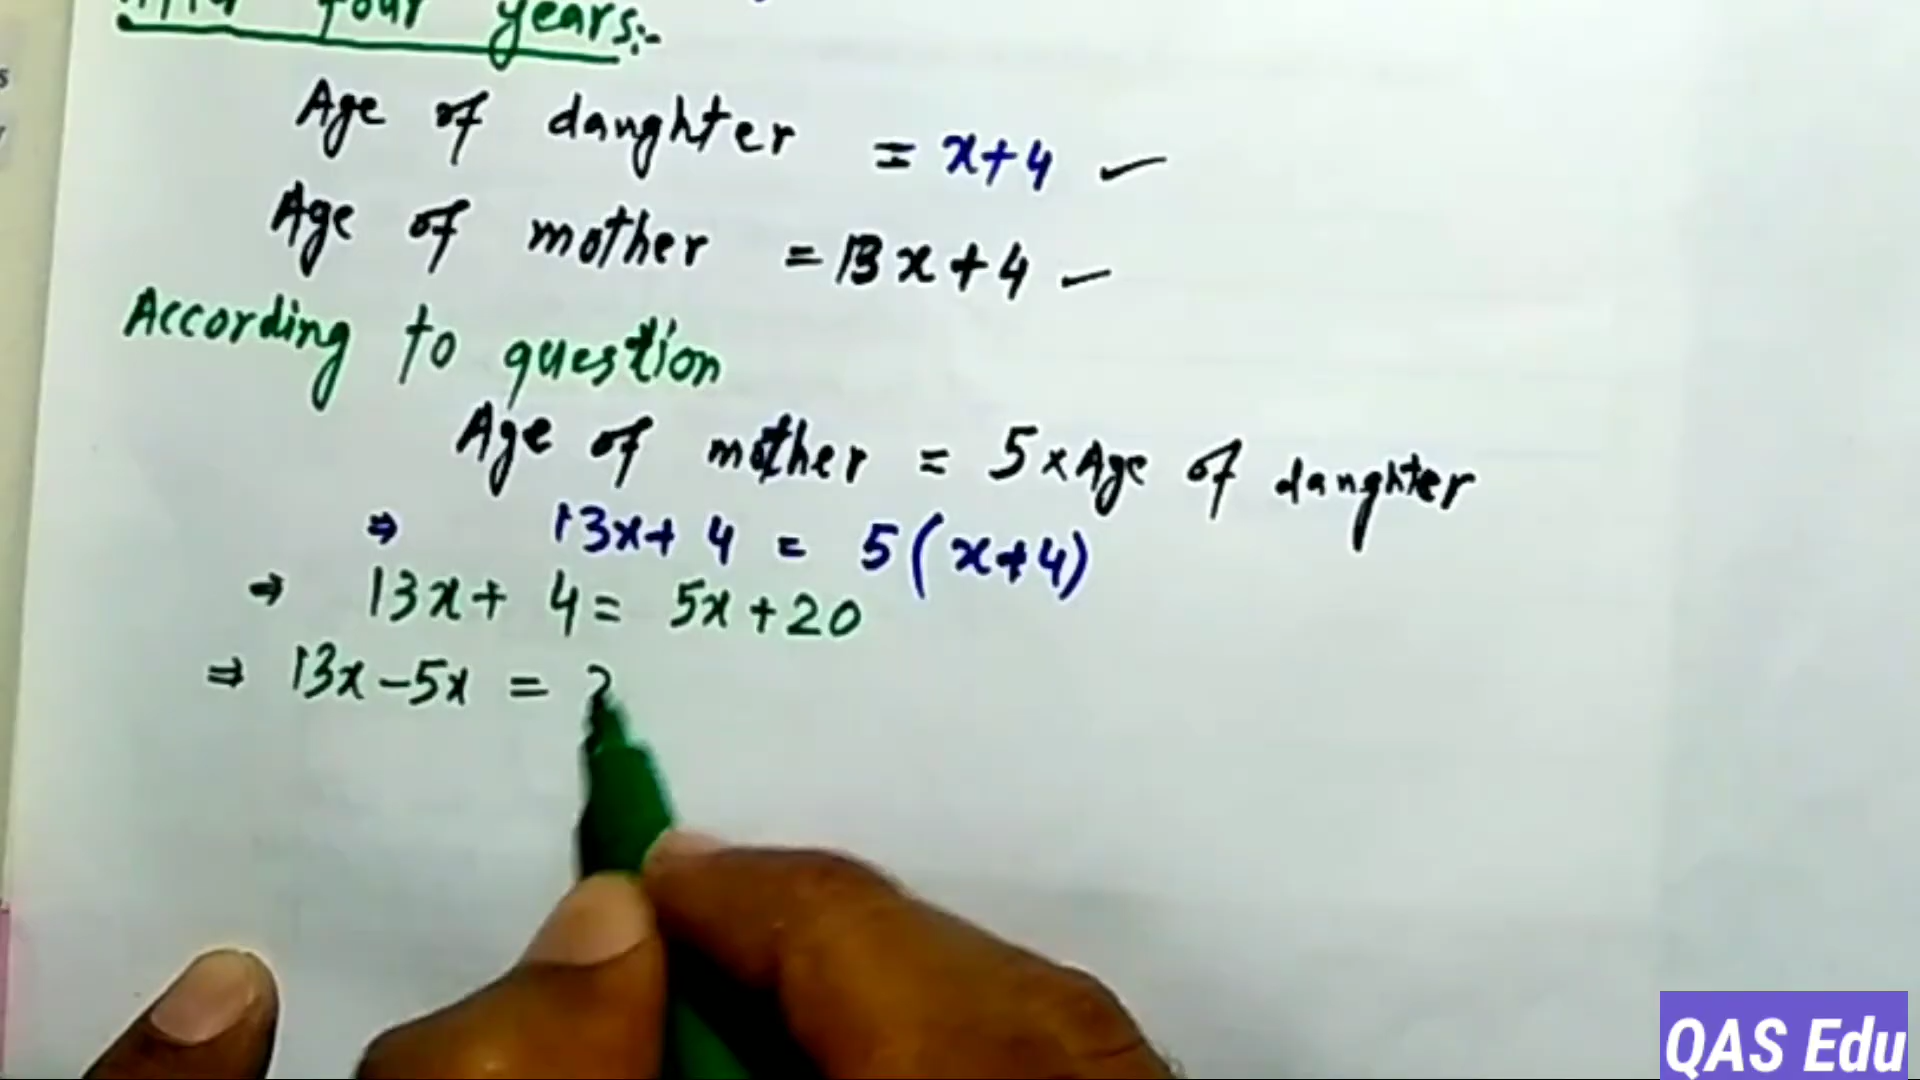 four years:-
Age of daughter = x+4
Age of mother = 13x+4
According to question
Age of mother = 5×Age of daughter
⇒ 13x+4 = 5(x+4)
⇒ 13x+ 4= 5x+20
⇒ 13x-5x = 2
QAS Edu